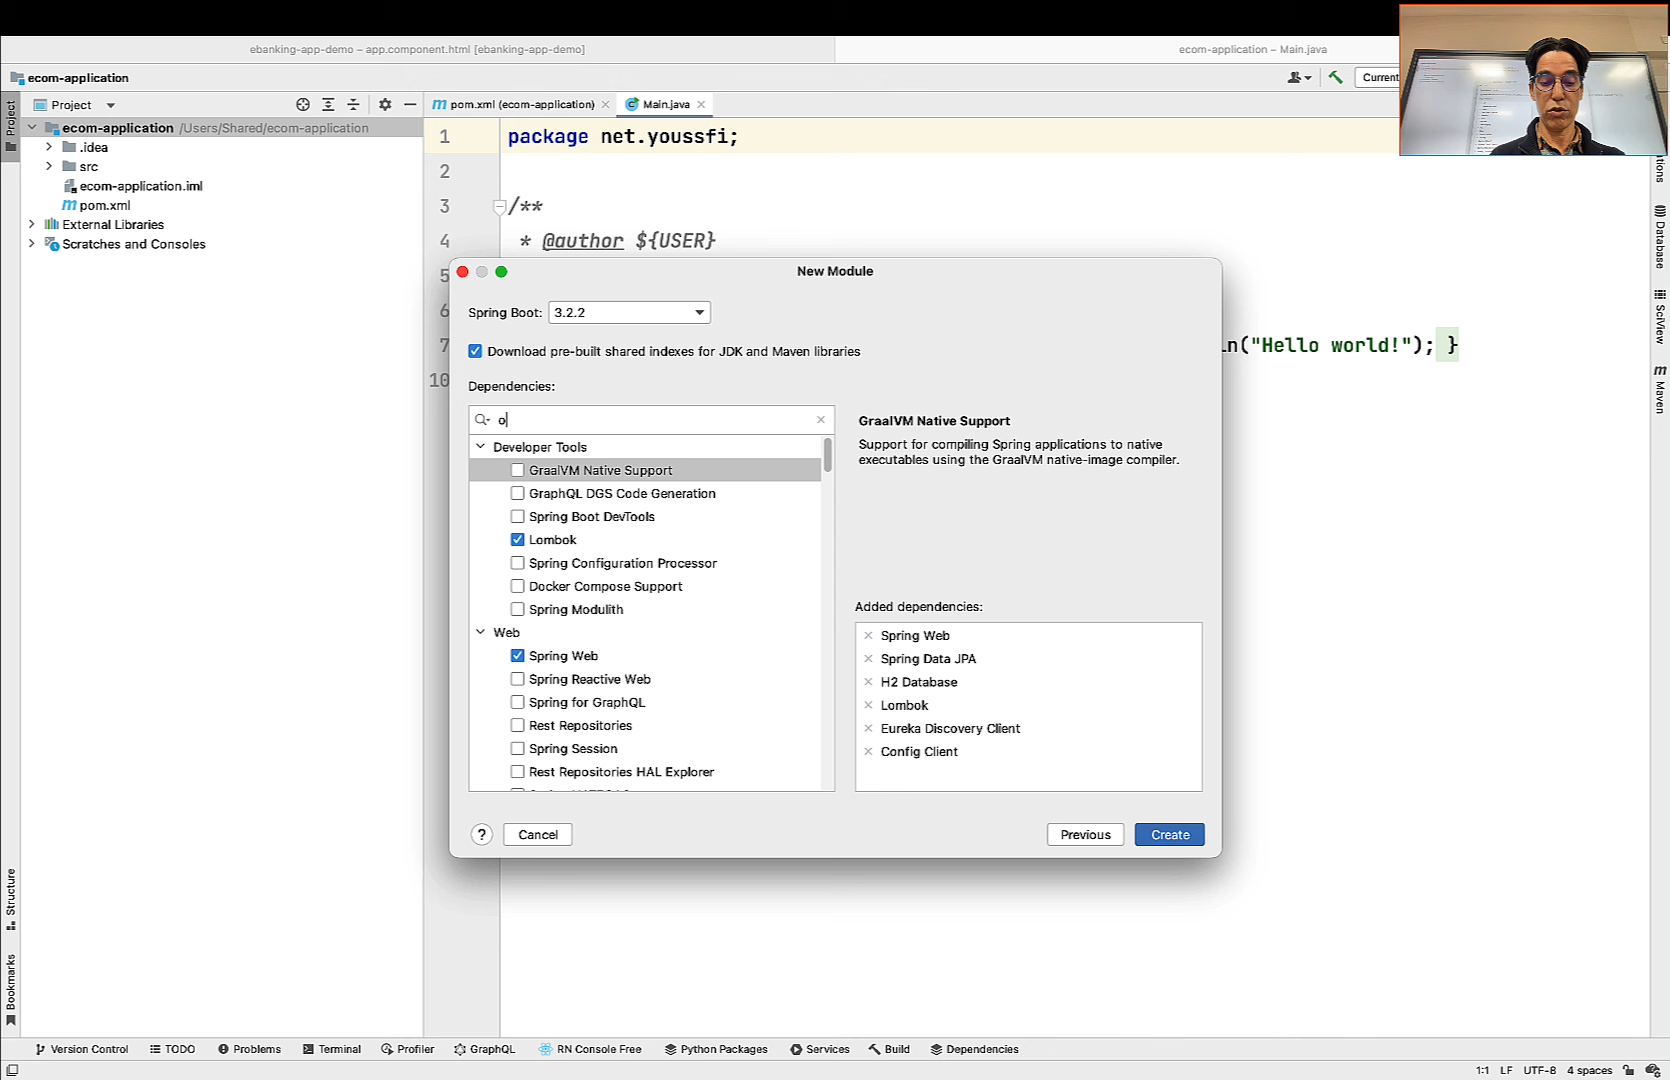 ebanking-app-demo – app.component.html [ebanking-app-demo]
ecom-application – Main.java
ecom-application
Current
Project
pom.xml (ecom-application)
Main.java
Project
ecom-application /Users/Shared/ecom-application
.idea
src
ecom-application.iml
pom.xml
External Libraries
Scratches and Consoles
1 package net.youssfi;
2
3 /**
4 * @author ${USER}
5
6
7 ln("Hello world!"); }
10
New Module
Spring Boot: 3.2.2
Download pre-built shared indexes for JDK and Maven libraries
Dependencies:
o
Developer Tools
GraalVM Native Support
GraphQL DGS Code Generation
Spring Boot DevTools
Lombok
Spring Configuration Processor
Docker Compose Support
Spring Modulith
Web
Spring Web
Spring Reactive Web
Spring for GraphQL
Rest Repositories
Spring Session
Rest Repositories HAL Explorer
GraalVM Native Support
Support for compiling Spring applications to native
executables using the GraalVM native-image compiler.
Added dependencies:
Spring Web
Spring Data JPA
H2 Database
Lombok
Eureka Discovery Client
Config Client
? Cancel
Previous
Create
Database
SciView
Maven
Structure
Bookmarks
Version Control
TODO
Problems
Terminal
Profiler
GraphQL
RN Console Free
Python Packages
Services
Build
Dependencies
1:1 LF UTF-8 4 spaces